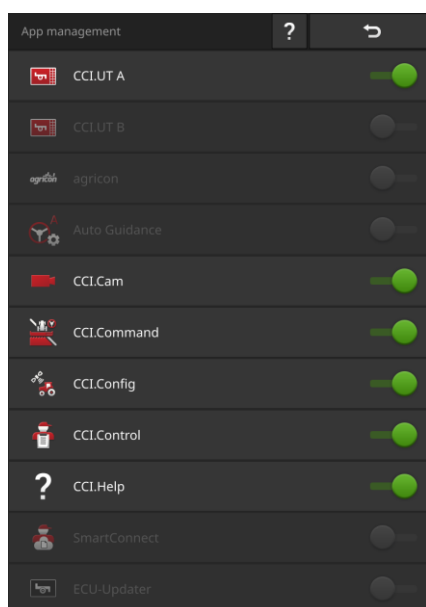 App management ?
CCI.UT A
CCI.UT B
agricon agricon
A Auto Guidance
CCI.Cam
CCI.Command
CCI.Config
CCI.Control
? CCI.Help
SmartConnect
ECU-Updater